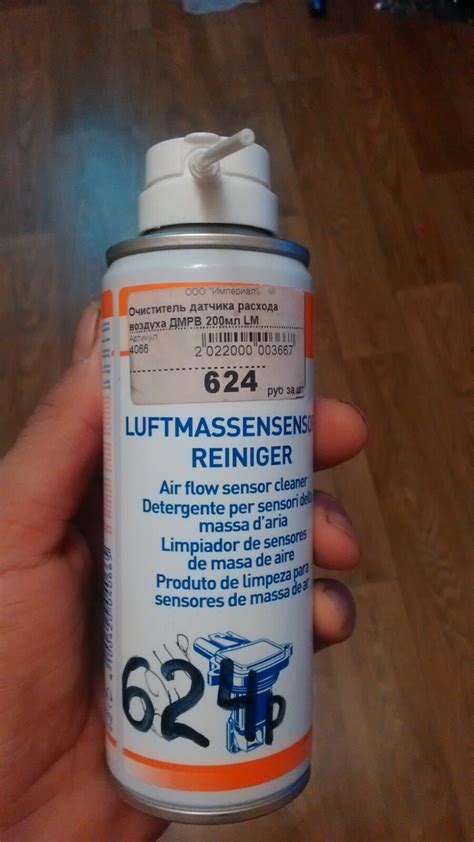 ООО "Империал"
Очиститель датчика расхода
воздуха ДМРВ 200мл LM
Артикул
4066
2 022000 003667
624 руб за шт
LUFTMASSENSENSO
REINIGER
Air flow sensor cleaner
Detergente per sensori della
massa d'aria
Limpiador de sensores
de masa de aire
Produto de limpeza para
sensores de massa de ar
624р